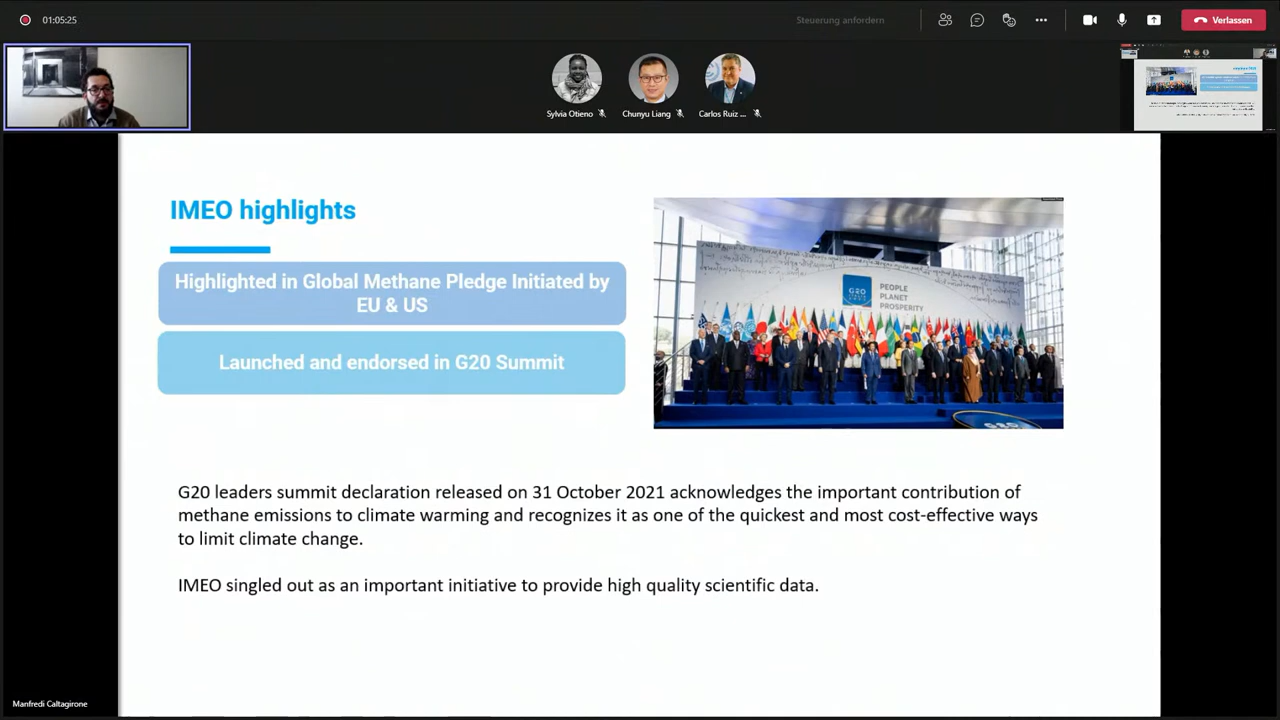 01:05:25
Steuerung anfordern
Verlassen
Sylvia Otieno
Chunyu Liang
Carlos Ruiz ...
IMEO highlights
Highlighted in Global Methane Pledge Initiated by
EU & US
Launched and endorsed in G20 Summit
PEOPLE
PLANET
PROSPERITY
G20 leaders summit declaration released on 31 October 2021 acknowledges the important contribution of
methane emissions to climate warming and recognizes it as one of the quickest and most cost-effective ways
to limit climate change.
IMEO singled out as an important initiative to provide high quality scientific data.
Manfredi Caltagirone